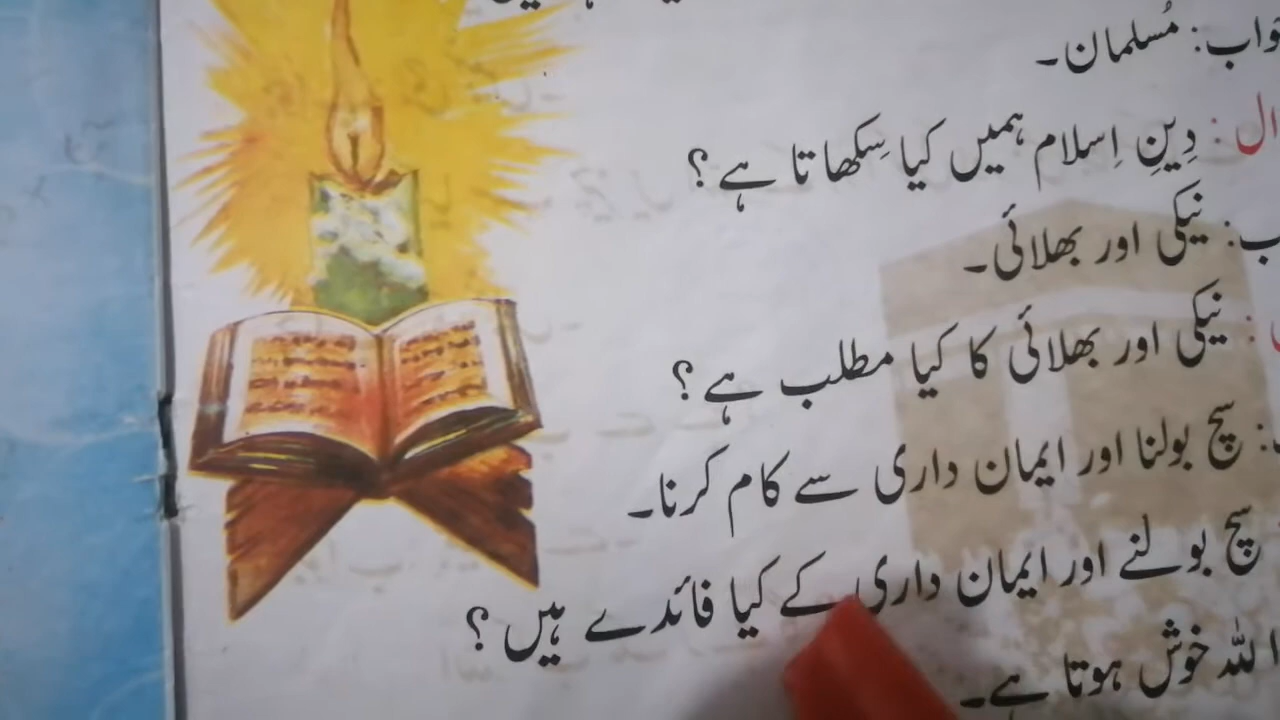 جواب: مُسلمان۔
سوال: دِینِ اِسلام ہمیں کیا سِکھاتا ہے؟
نیکی اور بھلائی۔
نیکی اور بھلائی کا کیا مطلب ہے؟
سچ بولنا اور ایمان داری سے کام کرنا۔
سچ بولنے اور ایمان داری کے کیا فائدے ہیں؟
اللہ خوش ہوتا ہے۔